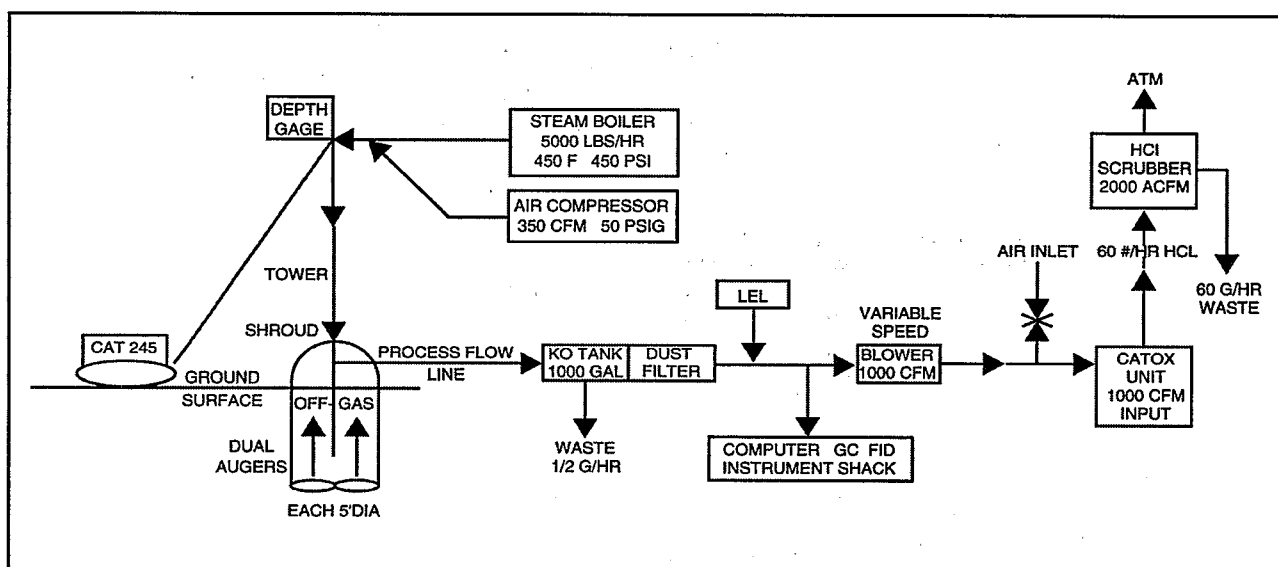 DEPTH
GAGE
STEAM BOILER
5000 LBS/HR
450 F 450 PSI
AIR COMPRESSOR
350 CFM 50 PSIG
TOWER
SHROUD
CAT 245
GROUND
SURFACE
PROCESS FLOW
LINE
OFF- GAS
DUAL
AUGERS
EACH 5'DIA
KO TANK
1000 GAL
DUST
FILTER
WASTE
1/2 G/HR
LEL
COMPUTER GC FID
INSTRUMENT SHACK
VARIABLE
SPEED
BLOWER
1000 CFM
AIR INLET
CATOX
UNIT
1000 CFM
INPUT
60 #/HR HCL
HCI
SCRUBBER
2000 ACFM
ATM
60 G/HR
WASTE